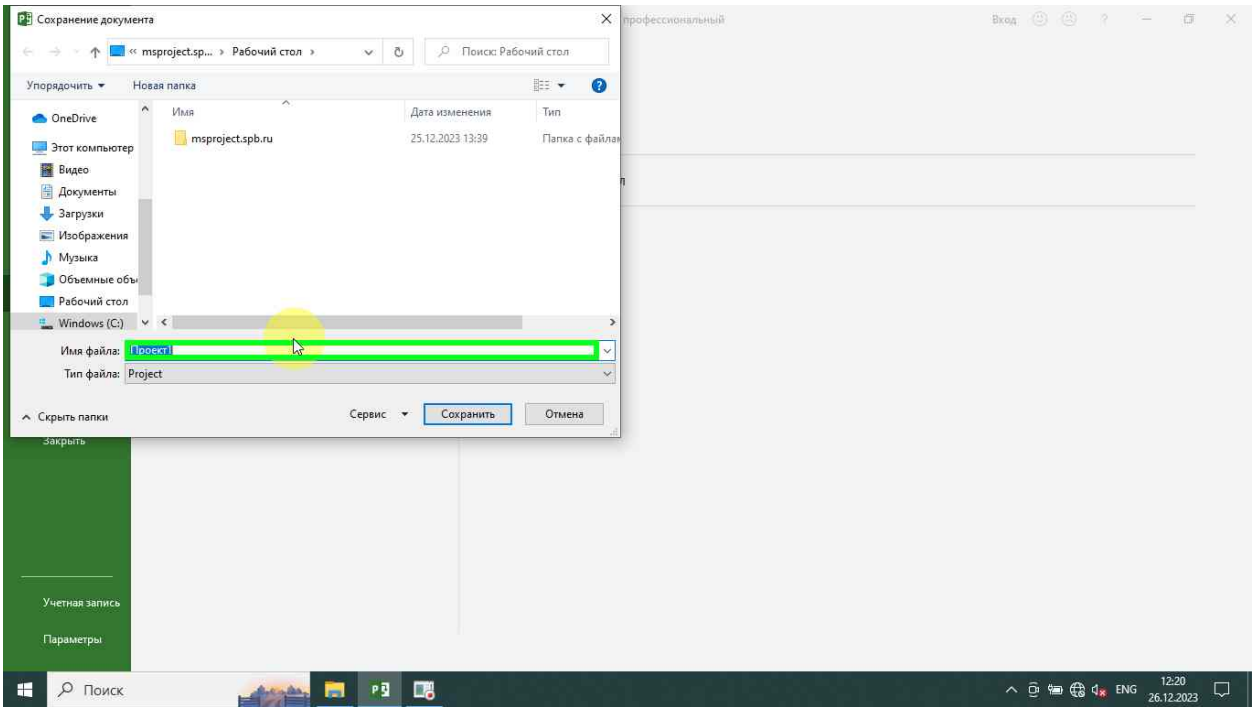 Сохранение документа
профессиональный
Вход
« msproject.sp... › Рабочий стол ›
Поиск: Рабочий стол
Упорядочить
Новая папка
Имя
Дата изменения
Тип
msproject.spb.ru
25.12.2023 13:39
Папка с файлам
OneDrive
Этот компьютер
Видео
Документы
Загрузки
Изображения
Музыка
Объемные объ
Рабочий стол
Windows (C:)
Имя файла: Проект1
Тип файла: Project
Скрыть папки
Сервис
Сохранить
Отмена
Закрыть
Учетная запись
Параметры
Поиск
ENG
12:20
26.12.2023